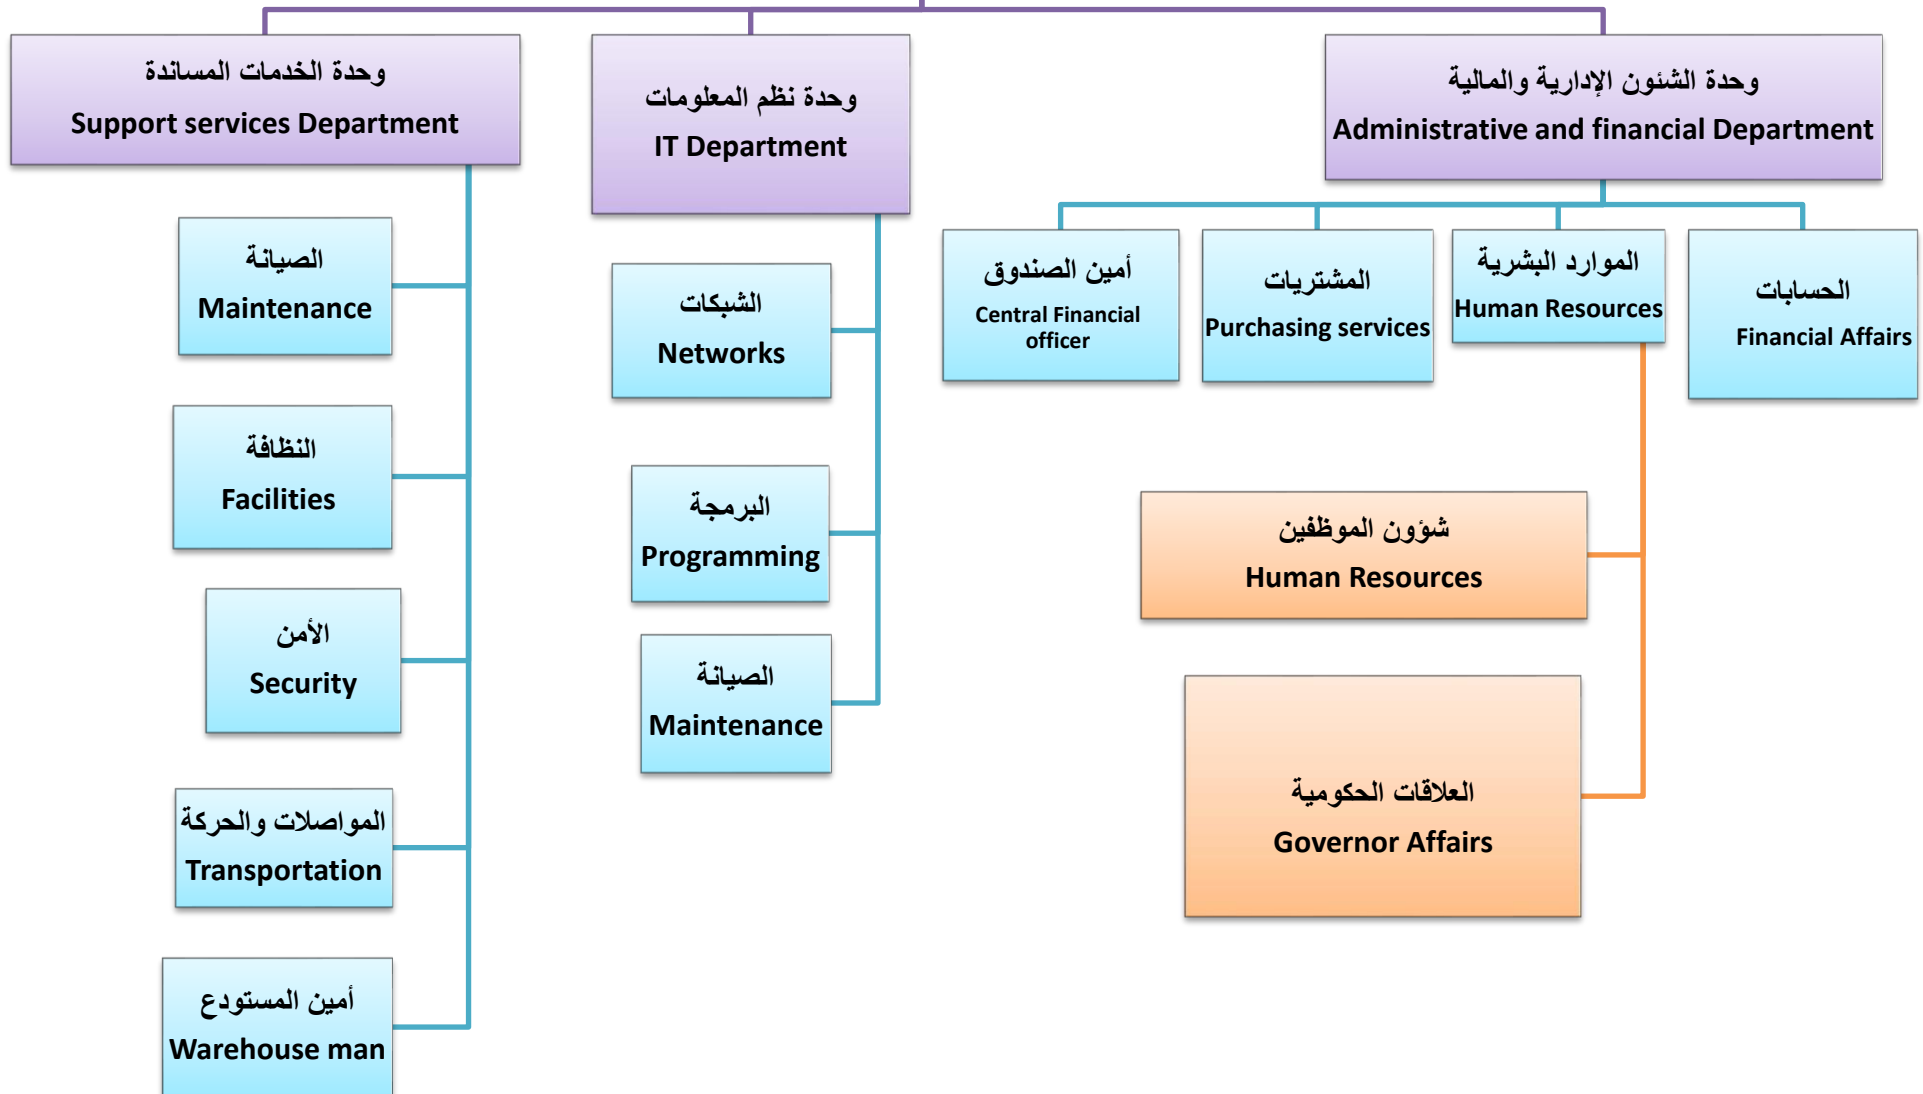 وحدة الخدمات المساندة
Support services Department
وحدة نظم المعلومات
IT Department
وحدة الشئون الإدارية والمالية
Administrative and financial Department
الصيانة
Maintenance
النظافة
Facilities
الأمن
Security
المواصلات والحركة
Transportation
أمين المستودع
Warehouse man
الشبكات
Networks
البرمجة
Programming
الصيانة
Maintenance
أمين الصندوق
Central Financial
officer
المشتريات
Purchasing services
الموارد البشرية
Human Resources
الحسابات
Financial Affairs
شؤون الموظفين
Human Resources
العلاقات الحكومية
Governor Affairs